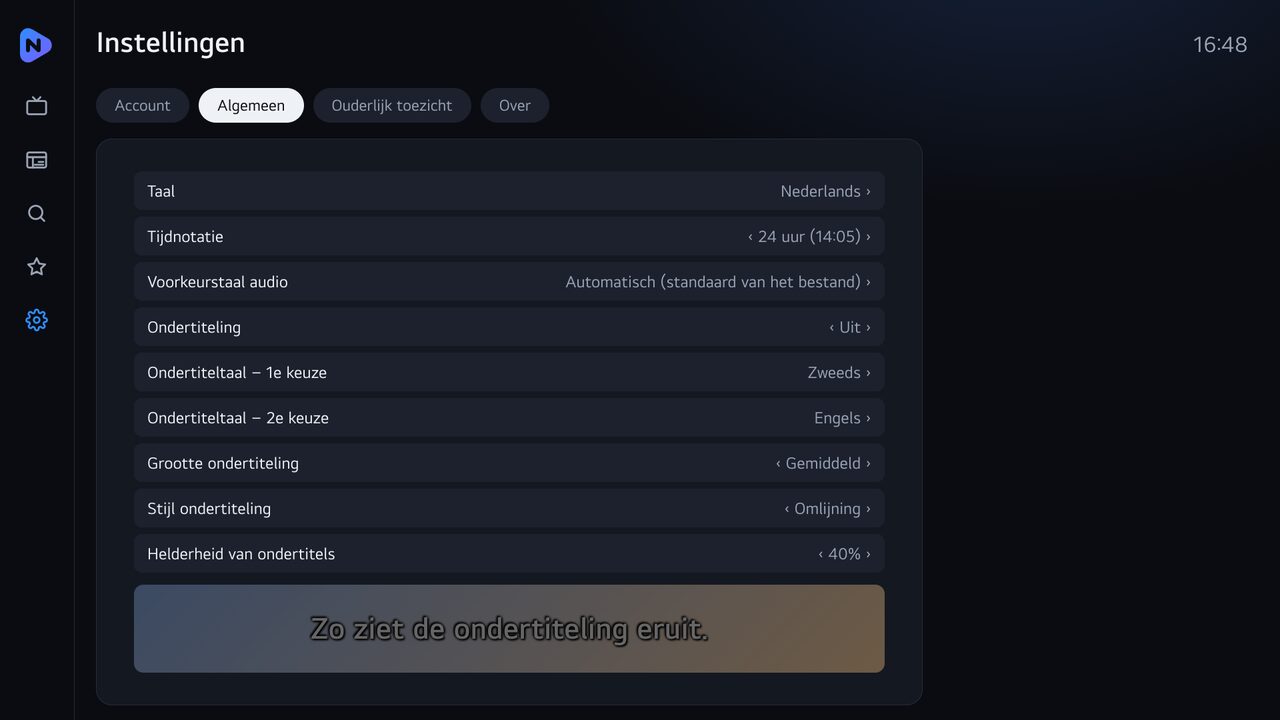 N
Instellingen
16:48
Account
Algemeen
Ouderlijk toezicht
Over
Taal
Nederlands ›
Tijdnotatie
‹ 24 uur (14:05) ›
Voorkeurstaal audio
Automatisch (standaard van het bestand) ›
Ondertiteling
‹ Uit ›
Ondertiteltaal – 1e keuze
Zweeds ›
Ondertiteltaal – 2e keuze
Engels ›
Grootte ondertiteling
‹ Gemiddeld ›
Stijl ondertiteling
‹ Omlijning ›
Helderheid van ondertitels
‹ 40% ›
Zo ziet de ondertiteling eruit.